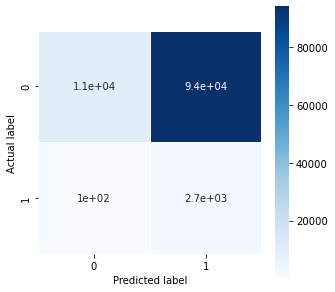 80000
0
1.1e+04
9.4e+04
60000
Actual label
40000
1
1e+02
2.7e+03
20000
0
1
Predicted label